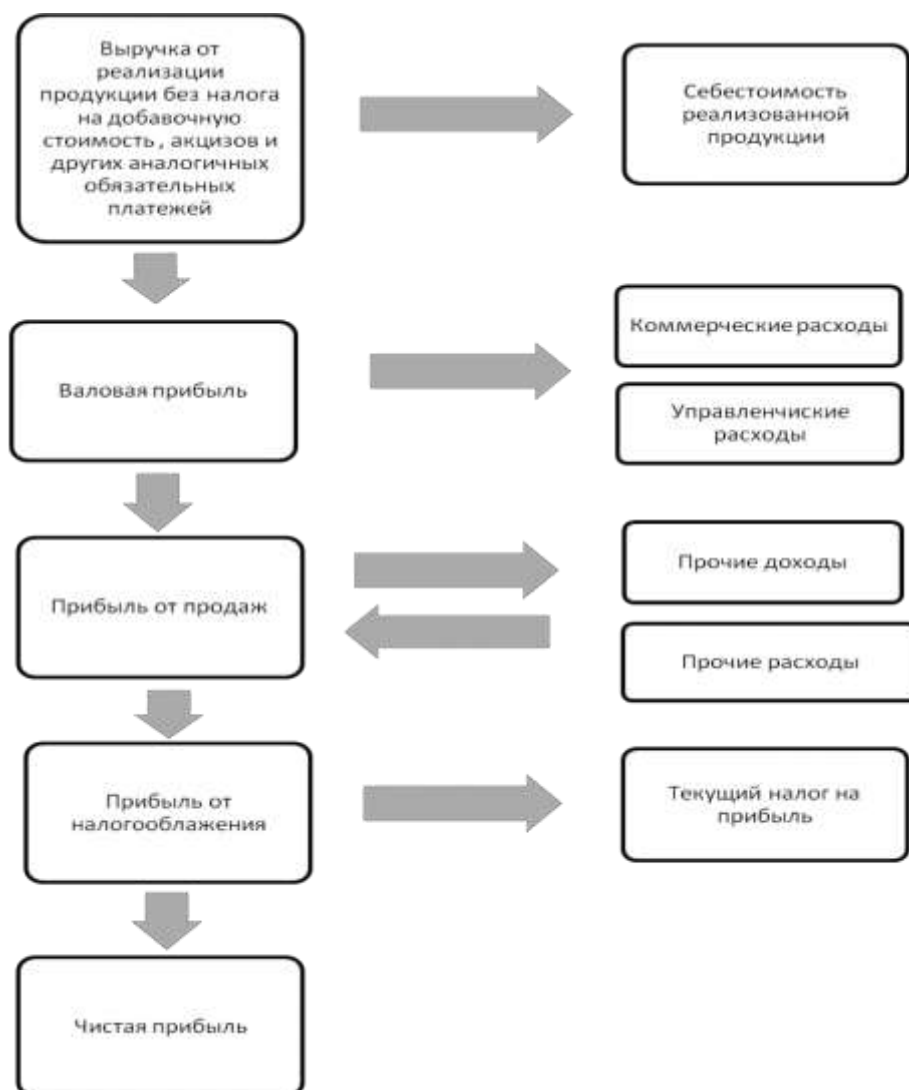 Выручка от
реализации
продукции без налога
на добавочную
стоимость , акцизов и
других аналогичных
обязательных
платежей
Себестоимость
реализованной
продукции
Валовая прибыль
Коммерческие расходы
Управленчиские
расходы
Прибыль от продаж
Прочие доходы
Прочие расходы
Прибыль от
налогооблажения
Текущий налог на
прибыль
Чистая прибыль